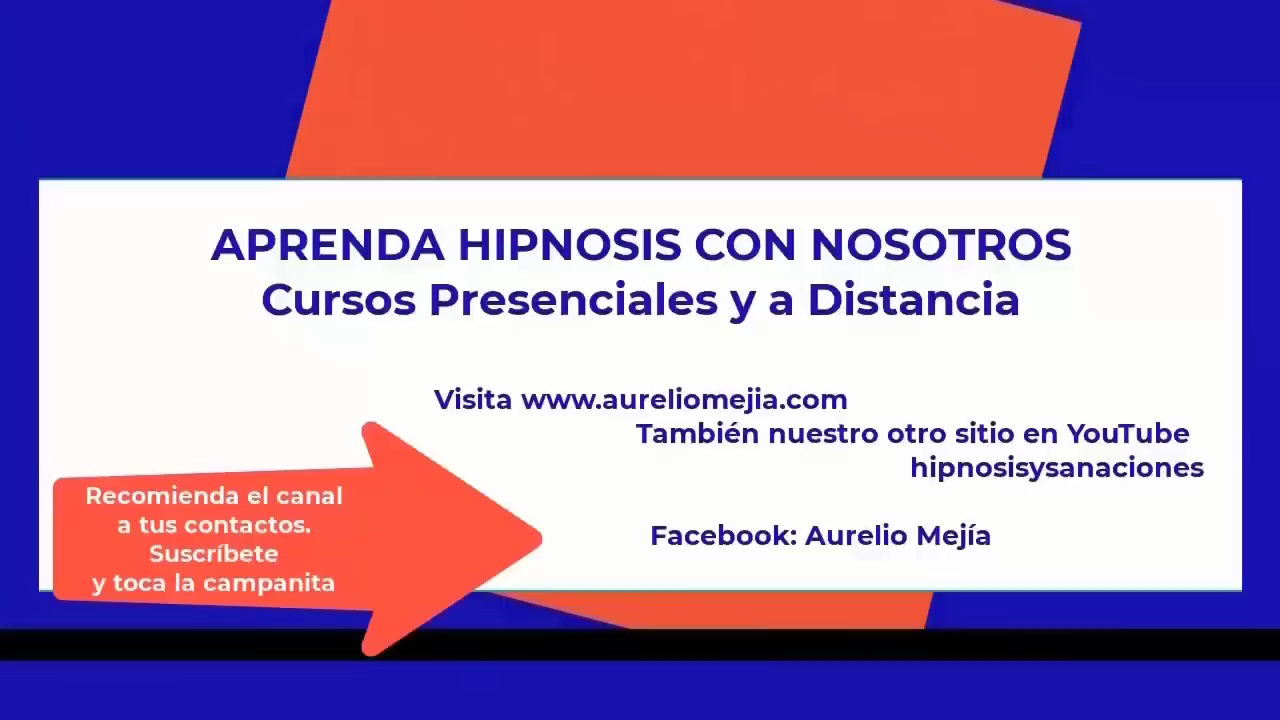 APRENDA HIPNOSIS CON NOSOTROS
Cursos Presenciales y a Distancia
Visita www.aureliomejia.com
También nuestro otro sitio en YouTube
hipnosisysanaciones
Facebook: Aurelio Mejía
Recomienda el canal
a tus contactos.
Suscríbete
y toca la campanita